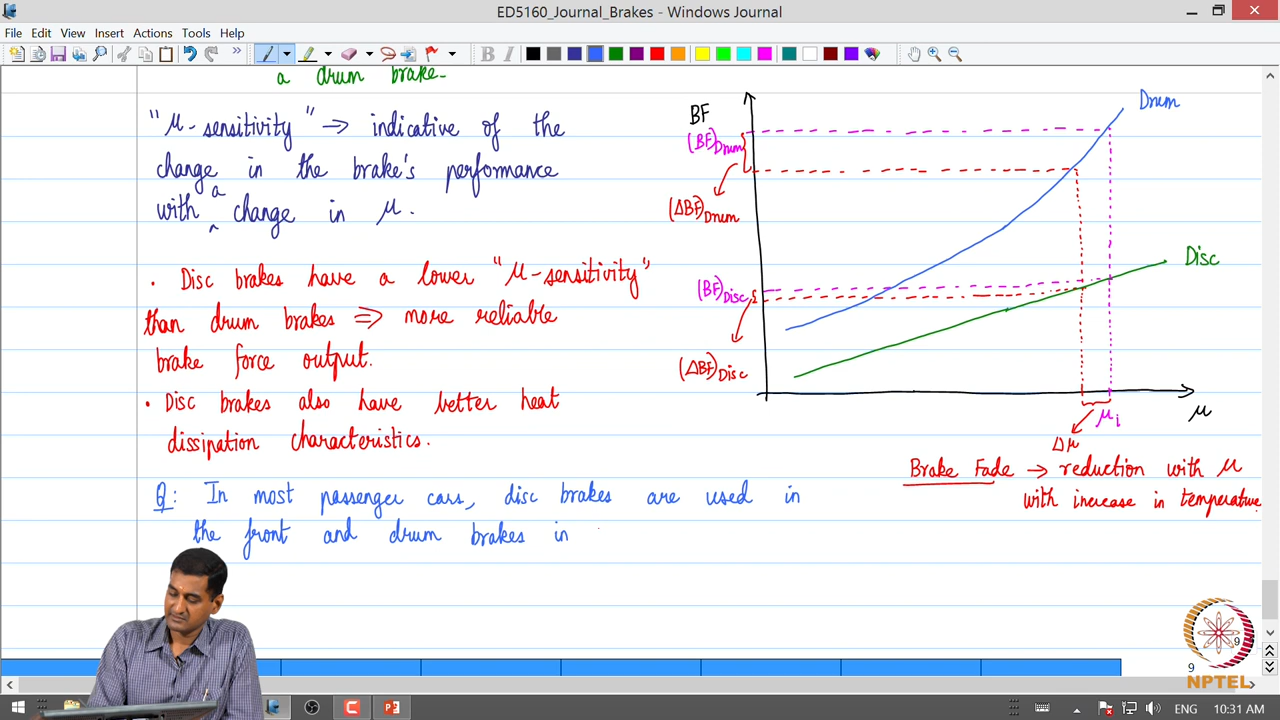 ED5160_Journal_Brakes - Windows Journal
File Edit View Insert Actions Tools Help
a drum brake.
"μ-sensitivity" → indicative of the
change in the brake's performance
with a change in μ.
· Disc brakes have a lower "μ-sensitivity"
than drum brakes ⇒ more reliable
brake force output.
· Disc brakes also have better heat
dissipation characteristics.
Q: In most passenger cars, disc brakes are used in
the front and drum brakes in
BF
Drum
(BF)Drum
(ΔBF)Drum
Disc
(BF)Disc
(ΔBF)Disc
μi
μ
Δμ
Brake Fade → reduction with μ
with increase in temperature.
9
9
NPTEL
ENG 10:31 AM